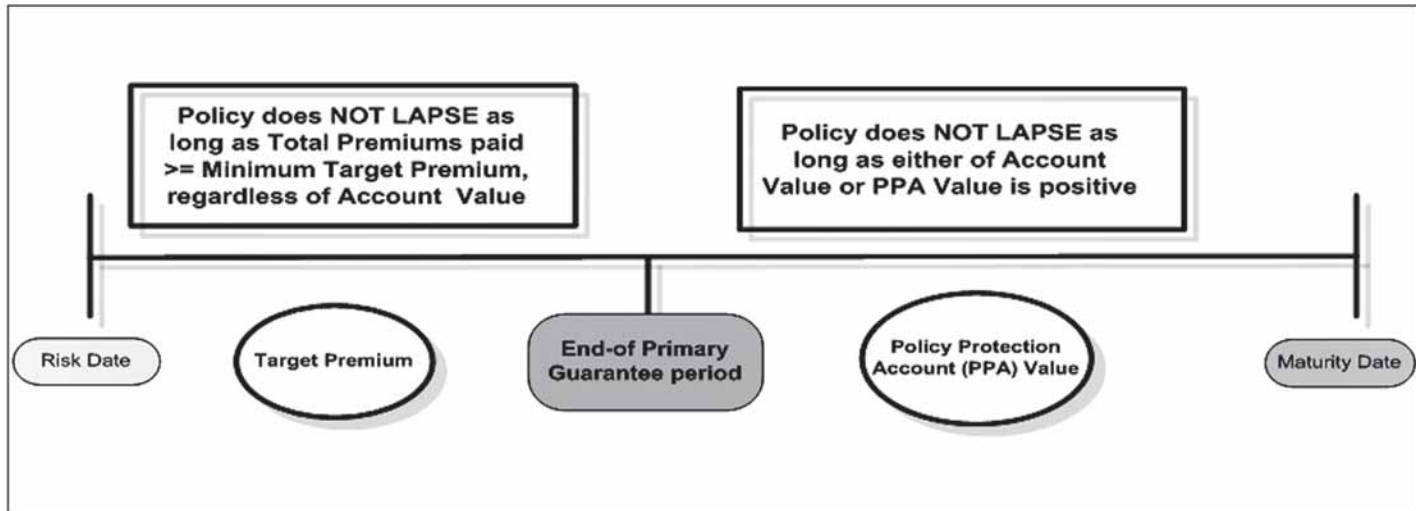 Policy does NOT LAPSE as
long as Total Premiums paid
>= Minimum Target Premium,
regardless of Account Value
Policy does NOT LAPSE as
long as either of Account
Value or PPA Value is positive
Risk Date
Target Premium
End-of Primary
Guarantee period
Policy Protection
Account (PPA) Value
Maturity Date